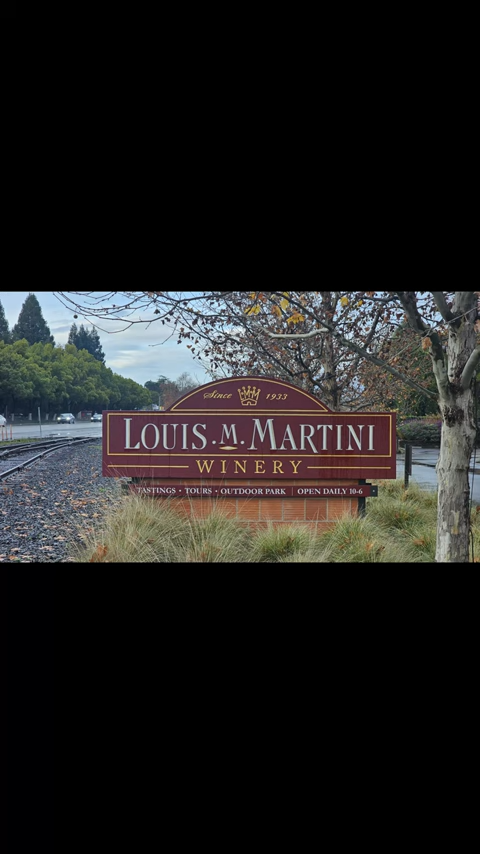 Since 1933
LOUIS · M. MARTINI
WINERY
TASTINGS • TOURS • OUTDOOR PARK | OPEN DAILY 10-6